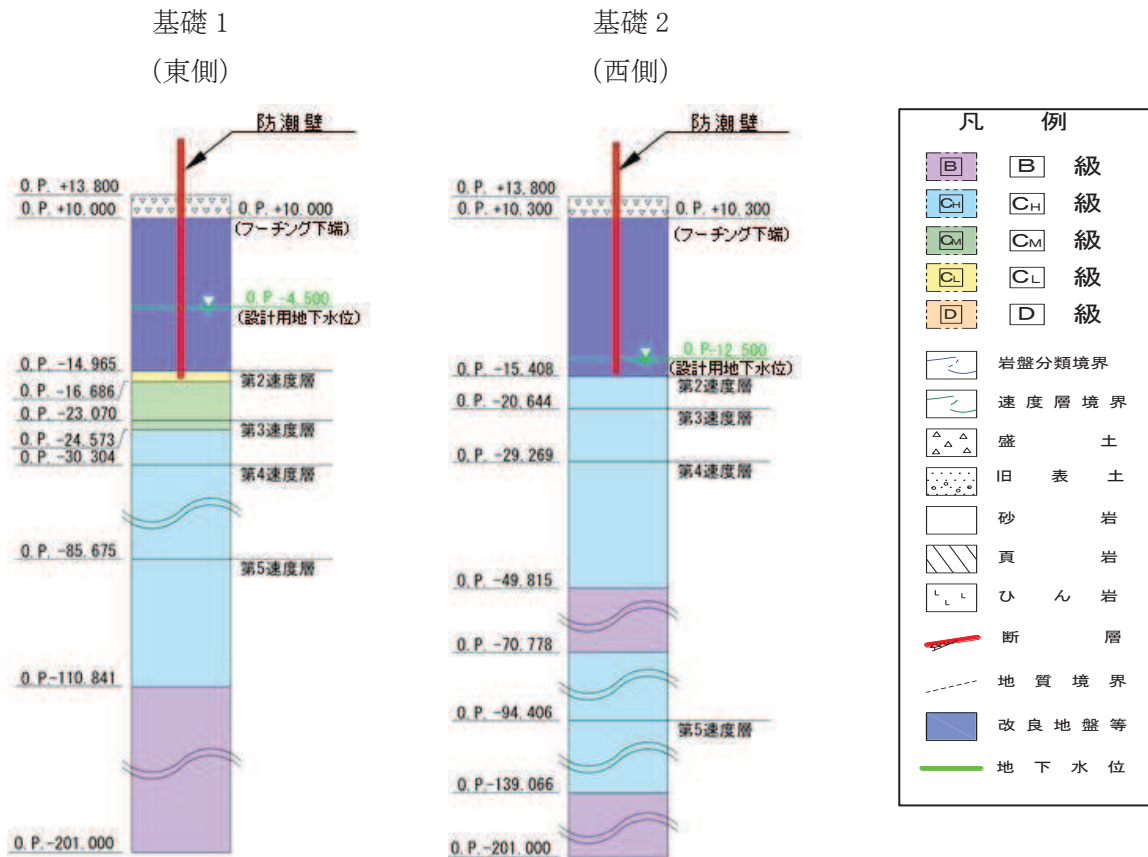 基礎 1
(東側)
防潮壁
O.P. +13.800
O.P. +10.000
O.P. +10.000
(フーチング下端)
O.P. -4.500
(設計用地下水位)
O.P. -14.965
第2速度層
O.P. -16.686
O.P. -23.070
第3速度層
O.P. -24.573
O.P. -30.304
第4速度層
O.P. -85.675
第5速度層
O.P.-110.841
O.P.-201.000
基礎 2
(西側)
防潮壁
O.P. +13.800
O.P. +10.300
O.P. +10.300
(フーチング下端)
O.P.-12.500
(設計用地下水位)
O.P. -15.408
第2速度層
O.P. -20.644
第3速度層
O.P. -29.269
第4速度層
O.P. -49.815
O.P. -70.778
O.P. -94.406
第5速度層
O.P.-139.066
O.P.-201.000
凡 例
B B 級
CH CH 級
CM CM 級
CL CL 級
D D 級
岩盤分類境界
速度層境界
盛土
旧表土
砂岩
頁岩
ひん岩
断層
地質境界
改良地盤等
地下水位